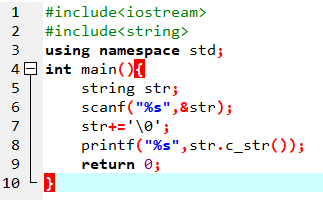 1 #include<iostream>
2 #include<string>
3 using namespace std;
4 int main(){
5 string str;
6 scanf("%s",&str);
7 str+='\0';
8 printf("%s",str.c_str());
9 return 0;
10 }